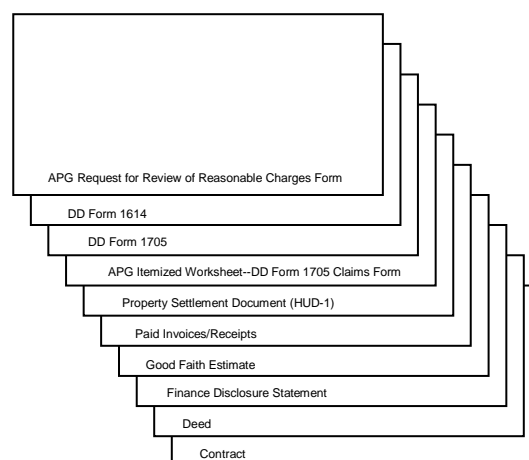 APG Request for Review of Reasonable Charges Form
DD Form 1614
DD Form 1705
APG Itemized Worksheet--DD Form 1705 Claims Form
Property Settlement Document (HUD-1)
Paid Invoices/Receipts
Good Faith Estimate
Finance Disclosure Statement
Deed
Contract